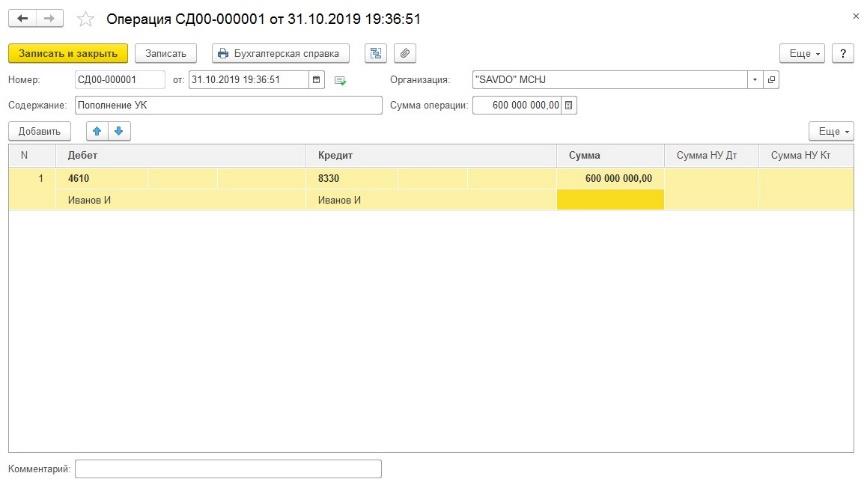 Операция СД00-000001 от 31.10.2019 19:36:51
Записать и закрыть Записать Бухгалтерская справка Еще ?
Номер: СД00-000001 от: 31.10.2019 19:36:51 Организация: "SAVDO" MCHJ
Содержание: Пополнение УК Сумма операции: 600 000 000,00
Добавить Еще
N Дебет Кредит Сумма Сумма НУ Дт Сумма НУ Кт
1 4610 8330 600 000 000,00
Иванов И Иванов И
Комментарий: